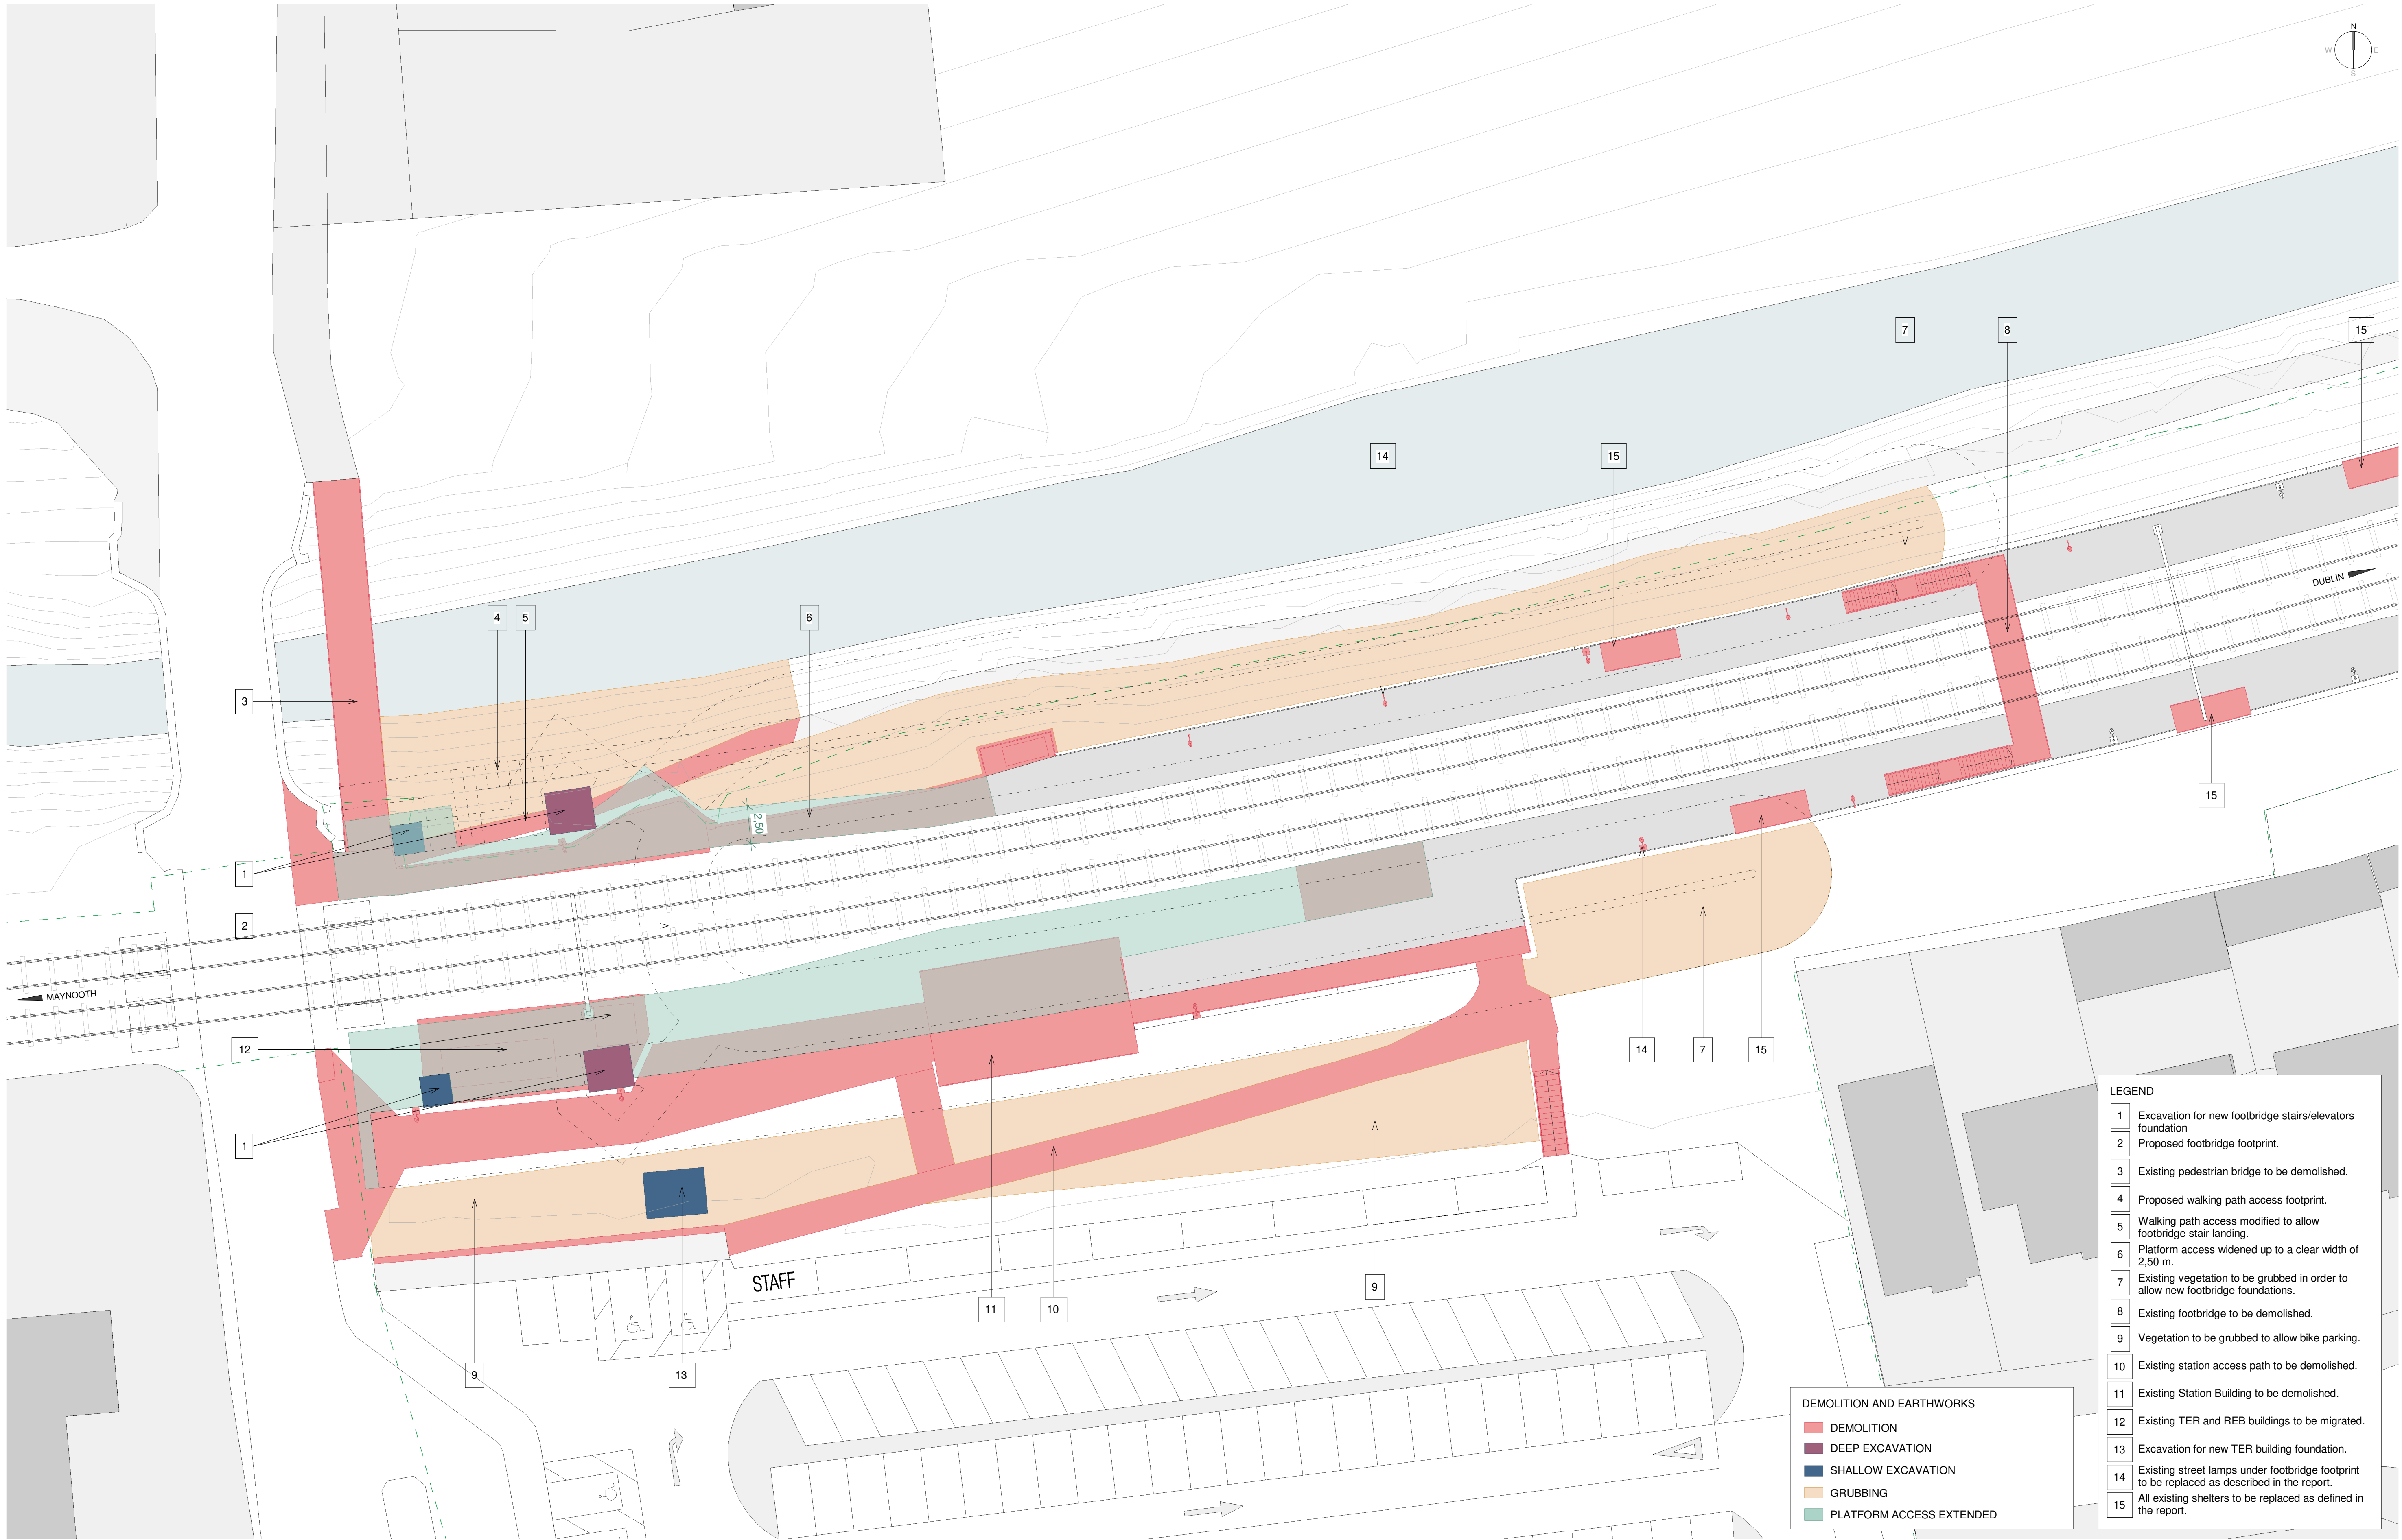 N
W E
S
7
8
15
14
15
4
5
6
3
DUBLIN
2,50
1
2
15
MAYNOOTH
12
14
7
15
1
STAFF
11
10
9
9
13
DEMOLITION AND EARTHWORKS
DEMOLITION
DEEP EXCAVATION
SHALLOW EXCAVATION
GRUBBING
PLATFORM ACCESS EXTENDED
LEGEND
1 Excavation for new footbridge stairs/elevators
foundation
2 Proposed footbridge footprint.
3 Existing pedestrian bridge to be demolished.
4 Proposed walking path access footprint.
5 Walking path access modified to allow
footbridge stair landing.
6 Platform access widened up to a clear width of
2,50 m.
7 Existing vegetation to be grubbed in order to
allow new footbridge foundations.
8 Existing footbridge to be demolished.
9 Vegetation to be grubbed to allow bike parking.
10 Existing station access path to be demolished.
11 Existing Station Building to be demolished.
12 Existing TER and REB buildings to be migrated.
13 Excavation for new TER building foundation.
14 Existing street lamps under footbridge footprint
to be replaced as described in the report.
15 All existing shelters to be replaced as defined in
the report.